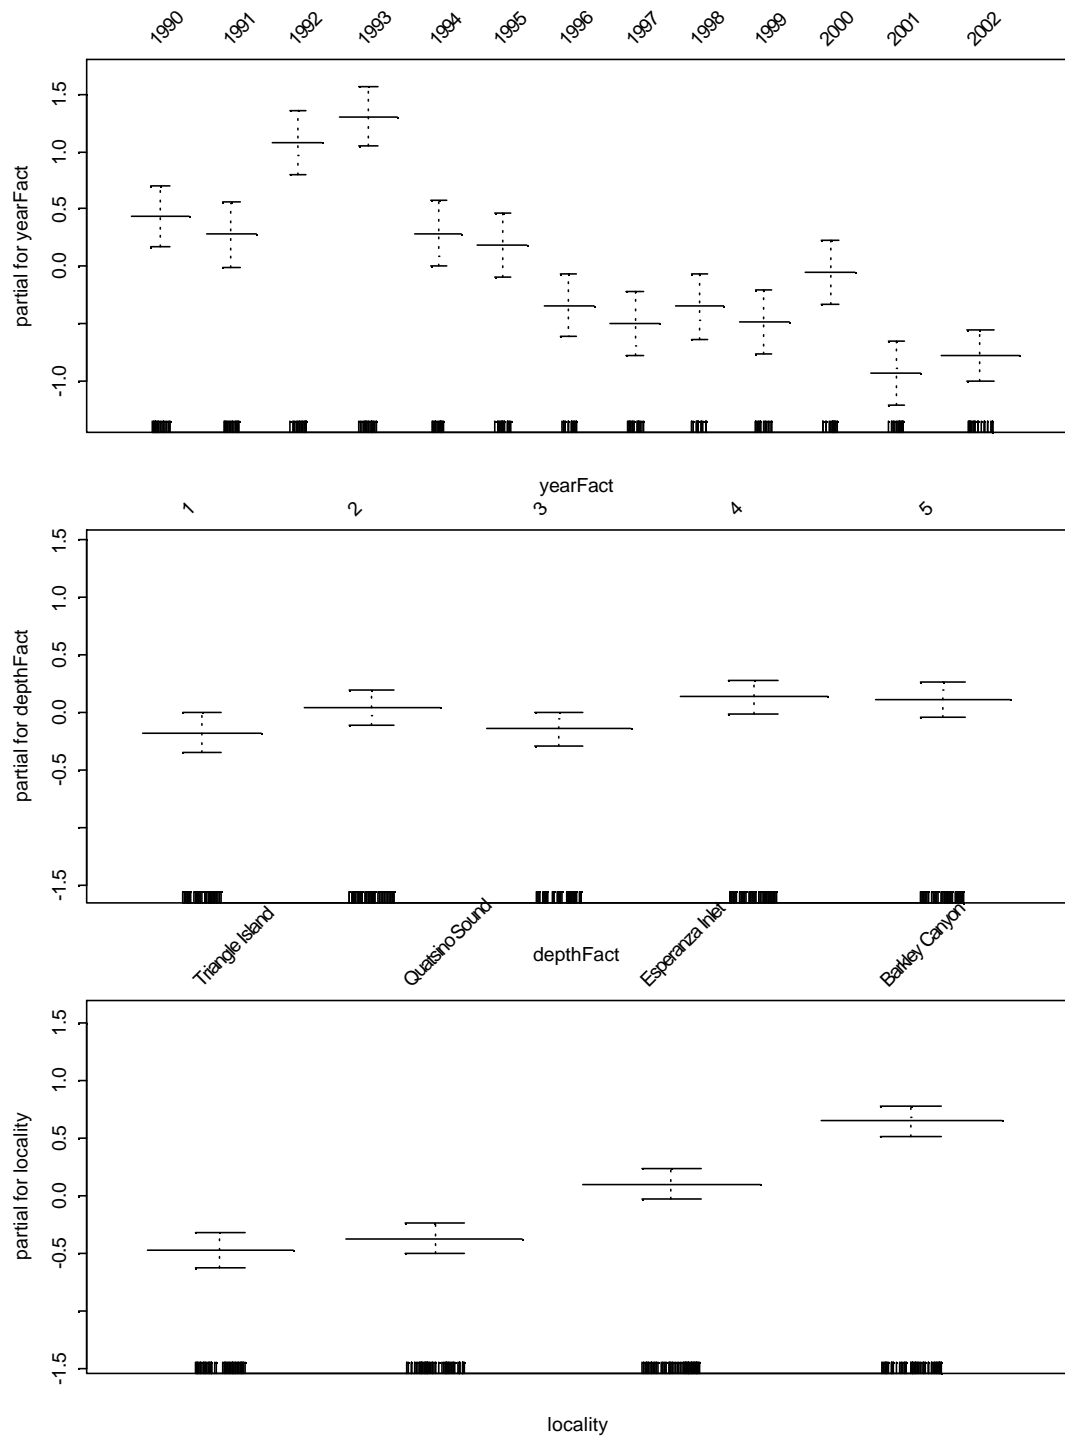 1990 1991 1992 1993 1994 1995 1996 1997 1998 1999 2000 2001 2002
partial for yearFact
1.5
1.0
0.5
0.0
-1.0
yearFact
1 2 3 4 5
partial for depthFact
1.5
1.0
0.5
0.0
-0.5
-1.5
depthFact
Triangle Island Quatsino Sound Esperanza Inlet Barkley Canyon
partial for locality
1.5
1.0
0.5
0.0
-0.5
-1.5
locality